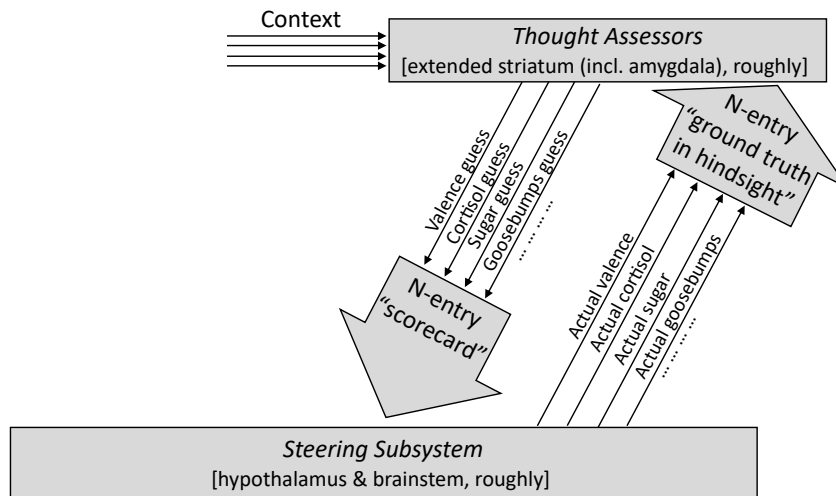 Context
Thought Assessors
[extended striatum (incl. amygdala), roughly]
Valence guess
Cortisol guess
Sugar guess
Goosebumps guess
... ... ...
N-entry
“scorecard”
N-entry
“ground truth
in hindsight”
Actual valence
Actual cortisol
Actual sugar
Actual goosebumps
... ... ...
Steering Subsystem
[hypothalamus & brainstem, roughly]